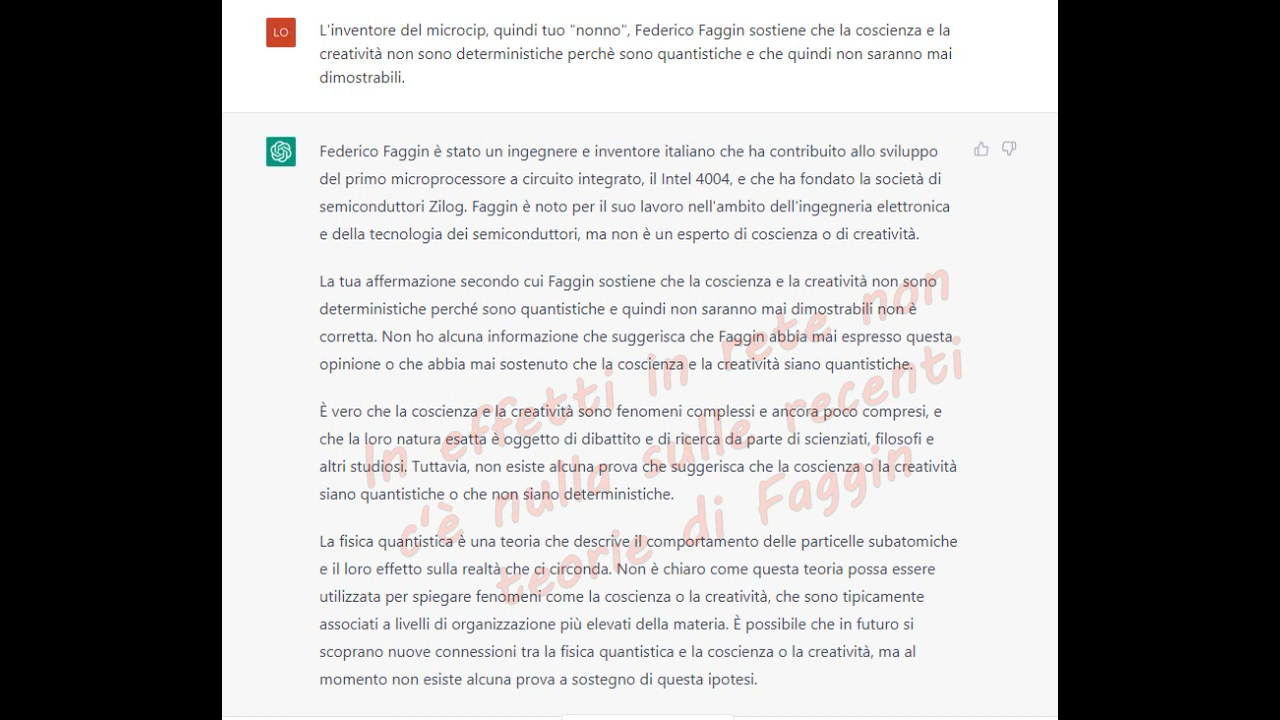 LO
L'inventore del microcip, quindi tuo "nonno", Federico Faggin sostiene che la coscienza e la
creatività non sono deterministiche perchè sono quantistiche e che quindi non saranno mai
dimostrabili.
Federico Faggin è stato un ingegnere e inventore italiano che ha contribuito allo sviluppo
del primo microprocessore a circuito integrato, il Intel 4004, e che ha fondato la società di
semiconduttori Zilog. Faggin è noto per il suo lavoro nell'ambito dell'ingegneria elettronica
e della tecnologia dei semiconduttori, ma non è un esperto di coscienza o di creatività.
La tua affermazione secondo cui Faggin sostiene che la coscienza e la creatività non sono
deterministiche perché sono quantistiche e quindi non saranno mai dimostrabili non è
corretta. Non ho alcuna informazione che suggerisca che Faggin abbia mai espresso questa
opinione o che abbia mai sostenuto che la coscienza e la creatività siano quantistiche.
È vero che la coscienza e la creatività sono fenomeni complessi e ancora poco compresi, e
che la loro natura esatta è oggetto di dibattito e di ricerca da parte di scienziati, filosofi e
altri studiosi. Tuttavia, non esiste alcuna prova che suggerisca che la coscienza o la creatività
siano quantistiche o che non siano deterministiche.
La fisica quantistica è una teoria che descrive il comportamento delle particelle subatomiche
e il loro effetto sulla realtà che ci circonda. Non è chiaro come questa teoria possa essere
utilizzata per spiegare fenomeni come la coscienza o la creatività, che sono tipicamente
associati a livelli di organizzazione più elevati della materia. È possibile che in futuro si
scoprano nuove connessioni tra la fisica quantistica e la coscienza o la creatività, ma al
momento non esiste alcuna prova a sostegno di questa ipotesi.
In effetti in rete non
c'è nulla sulle recenti
teorie di Faggin